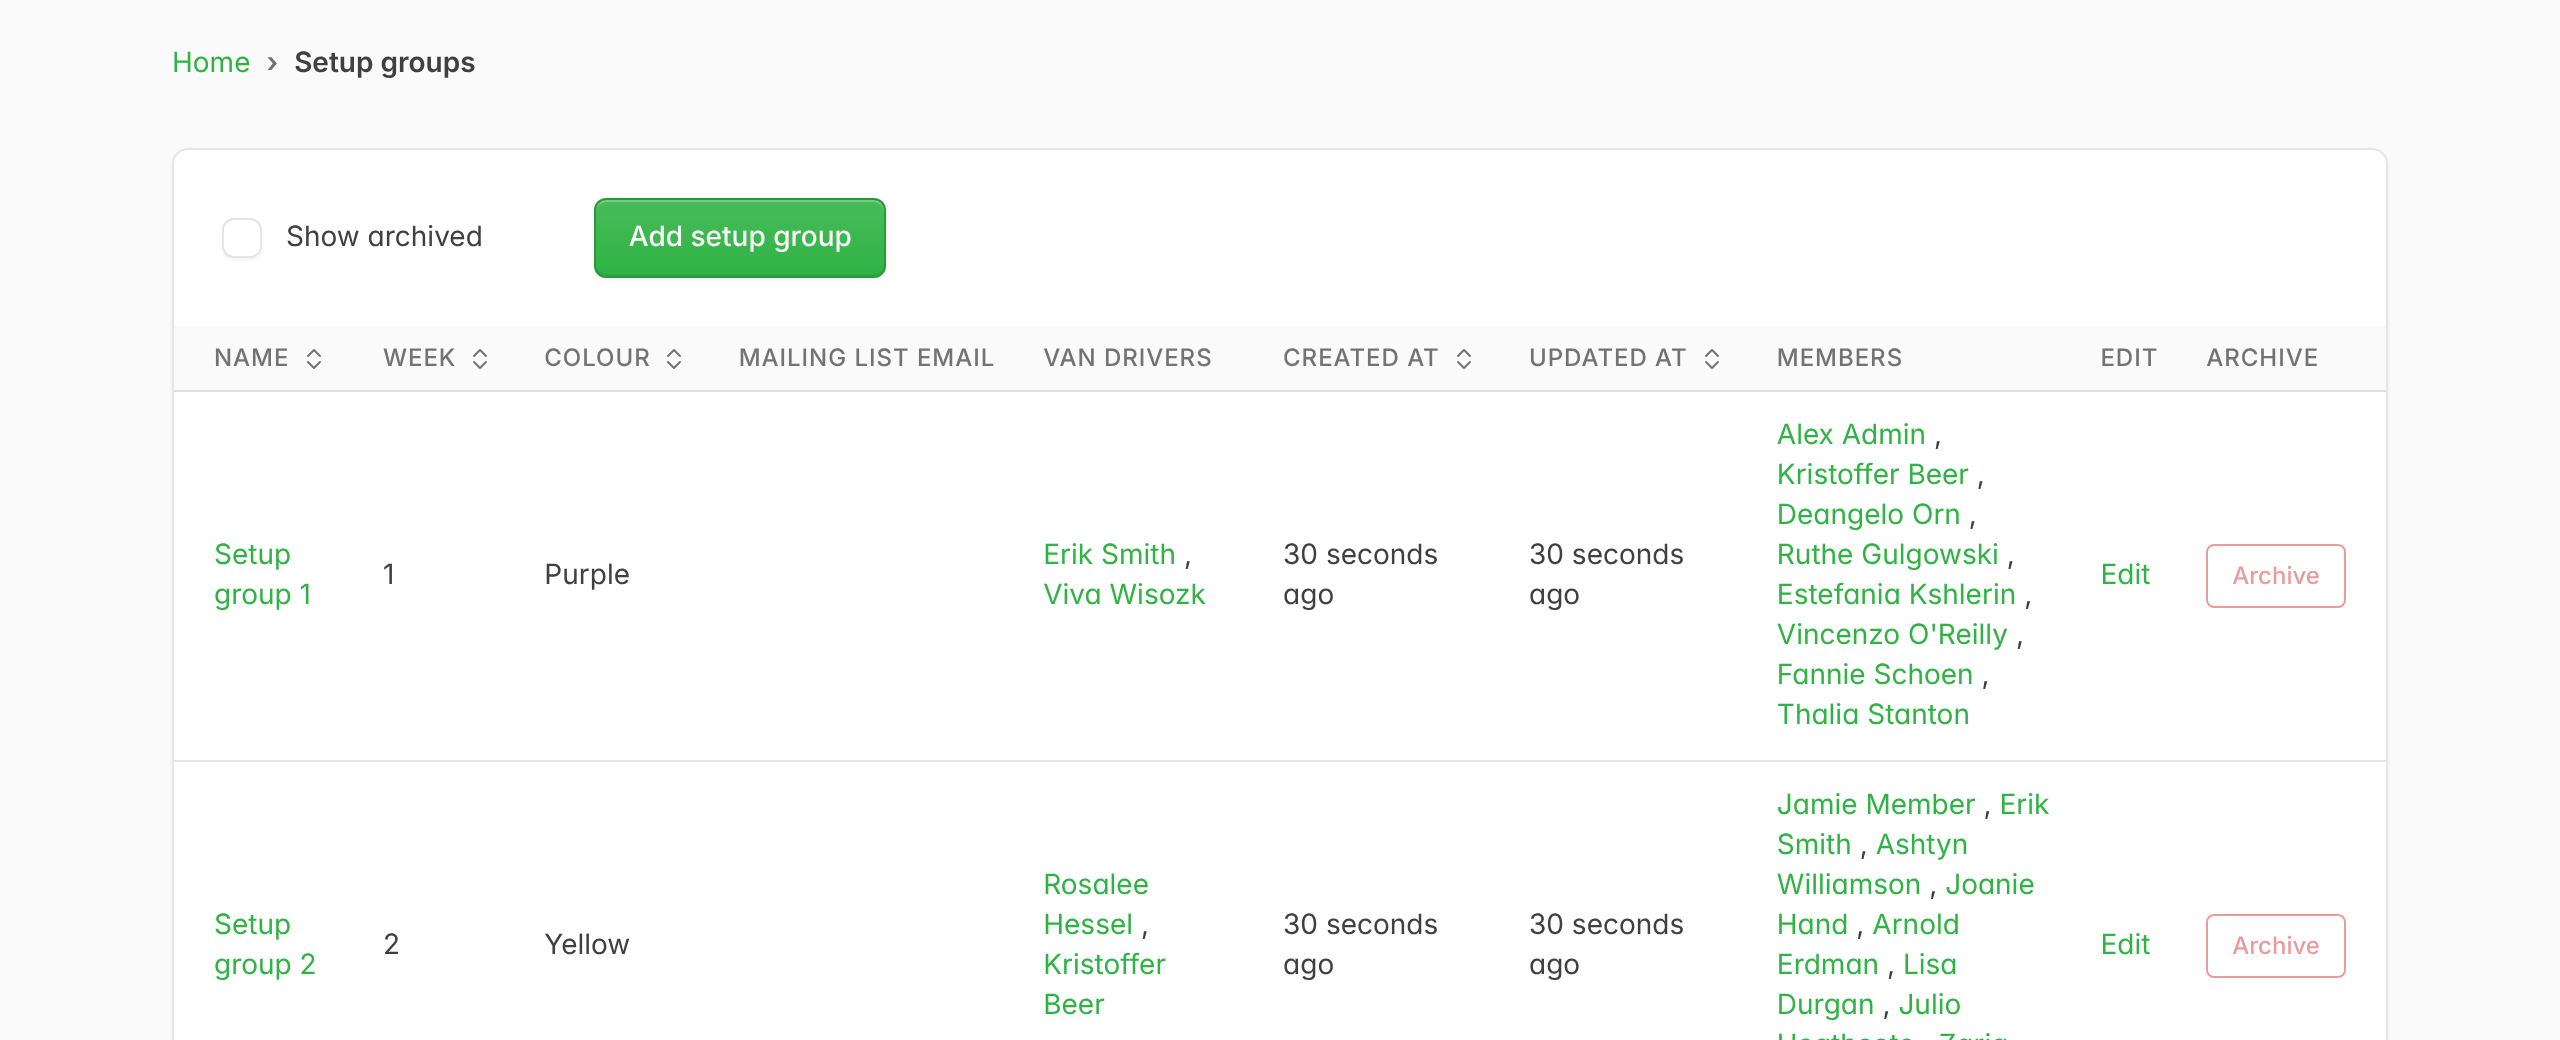 Home › Setup groups
Show archived
Add setup group
NAME WEEK COLOUR MAILING LIST EMAIL VAN DRIVERS CREATED AT UPDATED AT MEMBERS EDIT ARCHIVE
Setup
group 1
1
Purple
Erik Smith ,
Viva Wisozk
30 seconds
ago
30 seconds
ago
Alex Admin ,
Kristoffer Beer ,
Deangelo Orn ,
Ruthe Gulgowski ,
Estefania Kshlerin ,
Vincenzo O'Reilly ,
Fannie Schoen ,
Thalia Stanton
Edit
Archive
Setup
group 2
2
Yellow
Rosalee
Hessel ,
Kristoffer
Beer
30 seconds
ago
30 seconds
ago
Jamie Member , Erik
Smith , Ashtyn
Williamson , Joanie
Hand , Arnold
Erdman , Lisa
Durgan , Julio
Edit
Archive